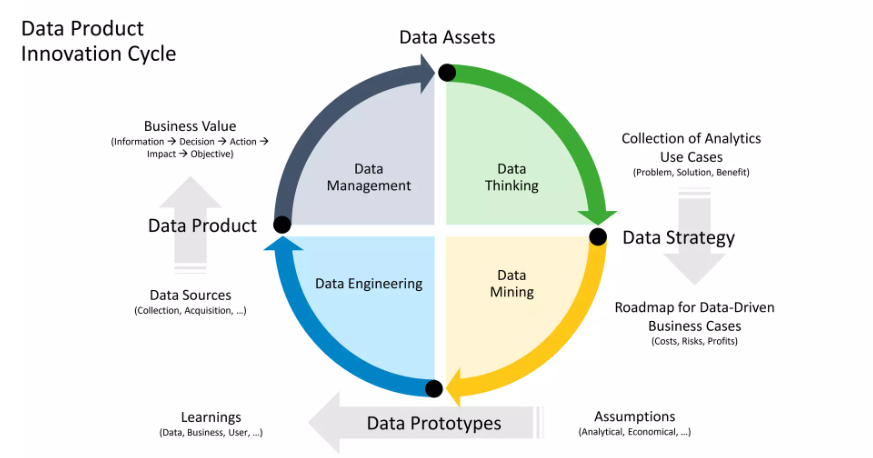 Data Product
Innovation Cycle
Data Assets
Business Value
(Information → Decision → Action →
Impact → Objective)
Collection of Analytics
Use Cases
(Problem, Solution, Benefit)
Data
Management
Data
Thinking
Data Product
Data Strategy
Data Engineering
Data
Mining
Data Sources
(Collection, Acquisition, ...)
Roadmap for Data-Driven
Business Cases
(Costs, Risks, Profits)
Learnings
(Data, Business, User, ...)
Data Prototypes
Assumptions
(Analytical, Economical, ...)